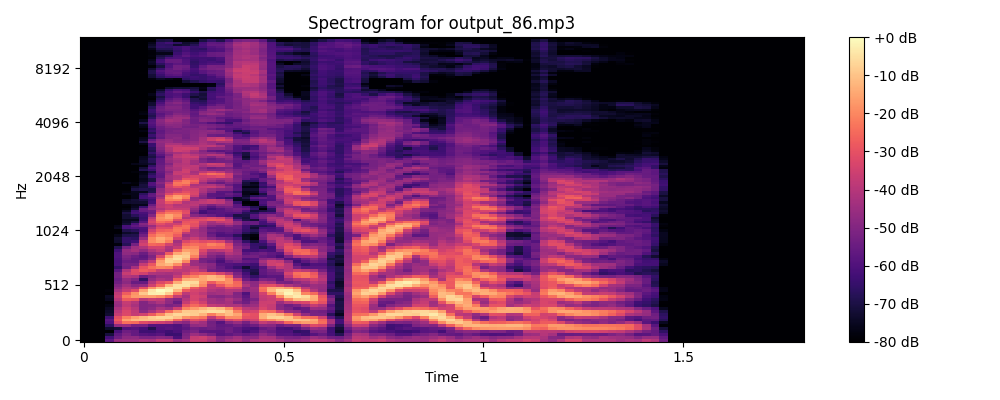 Spectrogram for output_86.mp3
Hz
8192
4096
2048
1024
512
0
0
0.5
1
1.5
Time
+0 dB
-10 dB
-20 dB
-30 dB
-40 dB
-50 dB
-60 dB
-70 dB
-80 dB